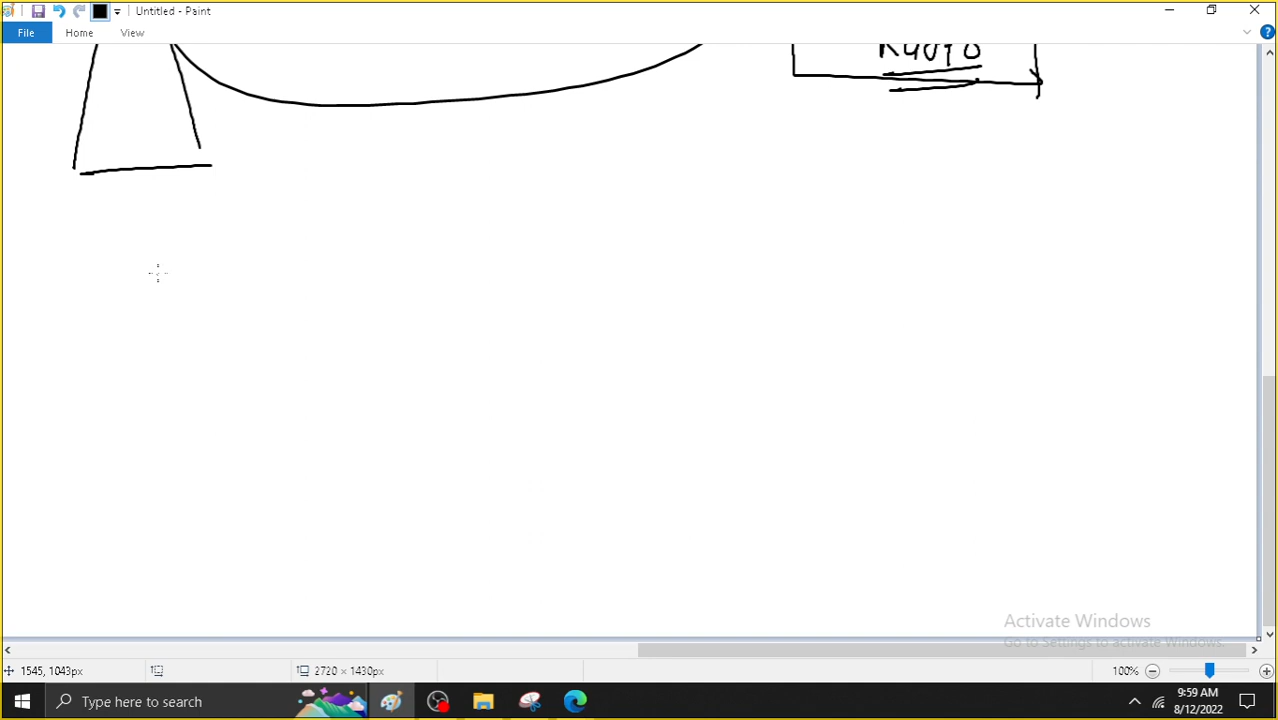 Untitled - Paint
File Home View
Activate Windows
Go to Settings to activate Windows.
1545, 1043px
2720 × 1430px
100%
Type here to search
9:59 AM
8/12/2022